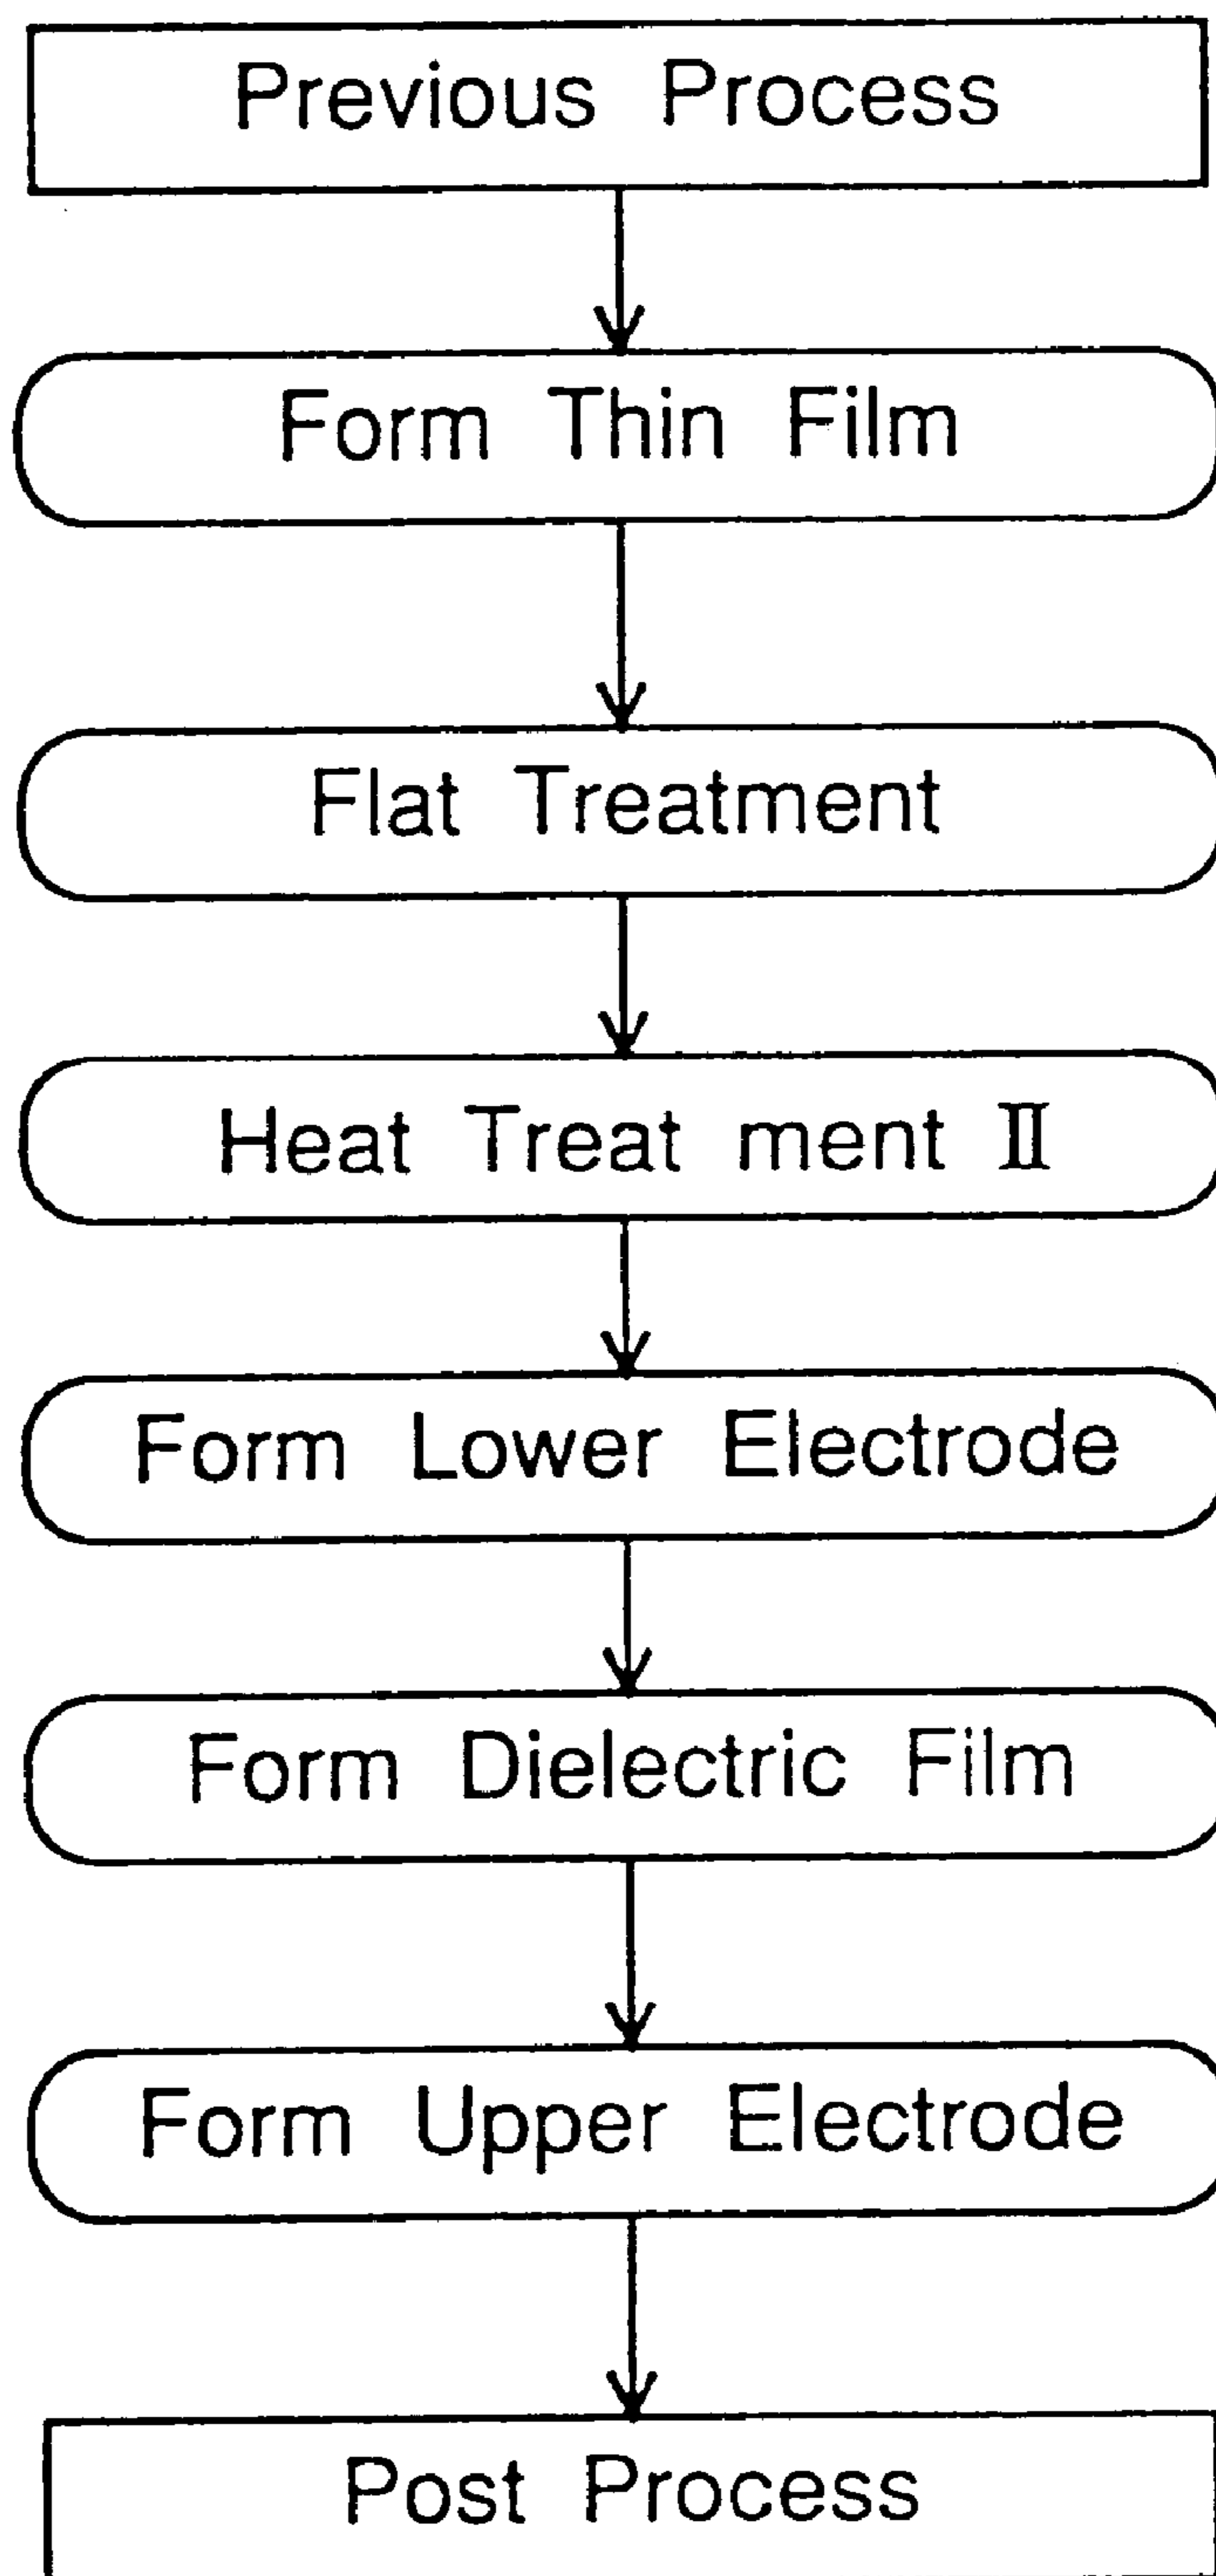 Previous Process
Form Thin Film
Flat Treatment
Heat Treat ment II
Form Lower Electrode
Form Dielectric Film
Form Upper Electrode
Post Process